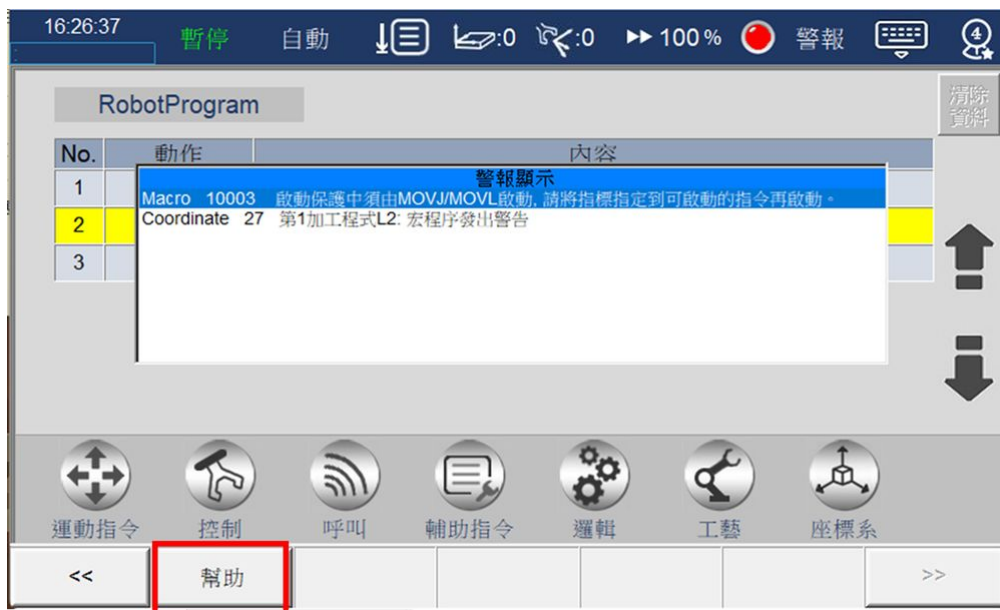 16:26:37
暫停 自動 :0 :0 100 % 警報 4
:
RobotProgram
清除
資料
No. 動作 內容
警報顯示
1
Macro 10003 啟動保護中須由MOVJ/MOVL啟動, 請將指標指定到可啟動的指令再啟動。
2
Coordinate 27 第1加工程式L2: 宏程序發出警告
3
運動指令 控制 呼叫 輔助指令 邏輯 工藝 座標系
<< 幫助 >>